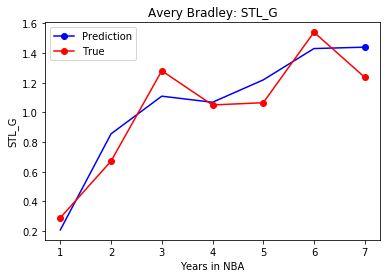 Avery Bradley: STL_G
Prediction
True
STL_G
1.6
1.4
1.2
1.0
0.8
0.6
0.4
0.2
1 2 3 4 5 6 7
Years in NBA